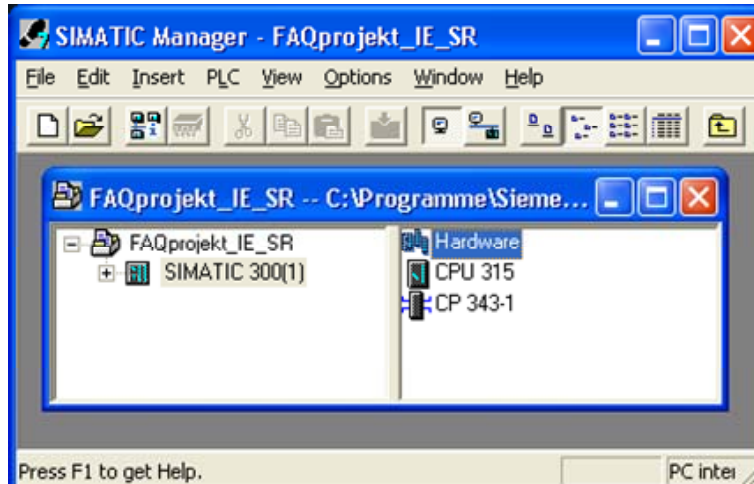 SIMATIC Manager - FAQprojekt_IE_SR
File Edit Insert PLC View Options Window Help
FAQprojekt_IE_SR -- C:\Programme\Sieme...
FAQprojekt_IE_SR
SIMATIC 300(1)
Hardware
CPU 315
CP 343-1
Press F1 to get Help.
PC inte